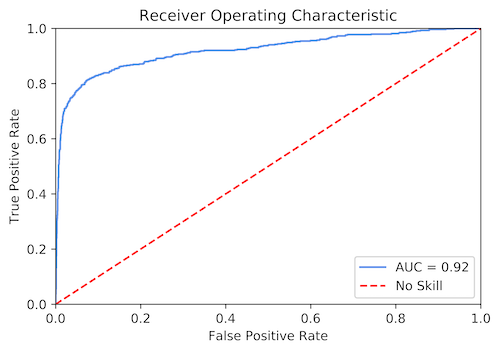 Receiver Operating Characteristic
True Positive Rate
1.0
0.8
0.6
0.4
0.2
0.0
AUC = 0.92
No Skill
0.0 0.2 0.4 0.6 0.8 1.0
False Positive Rate